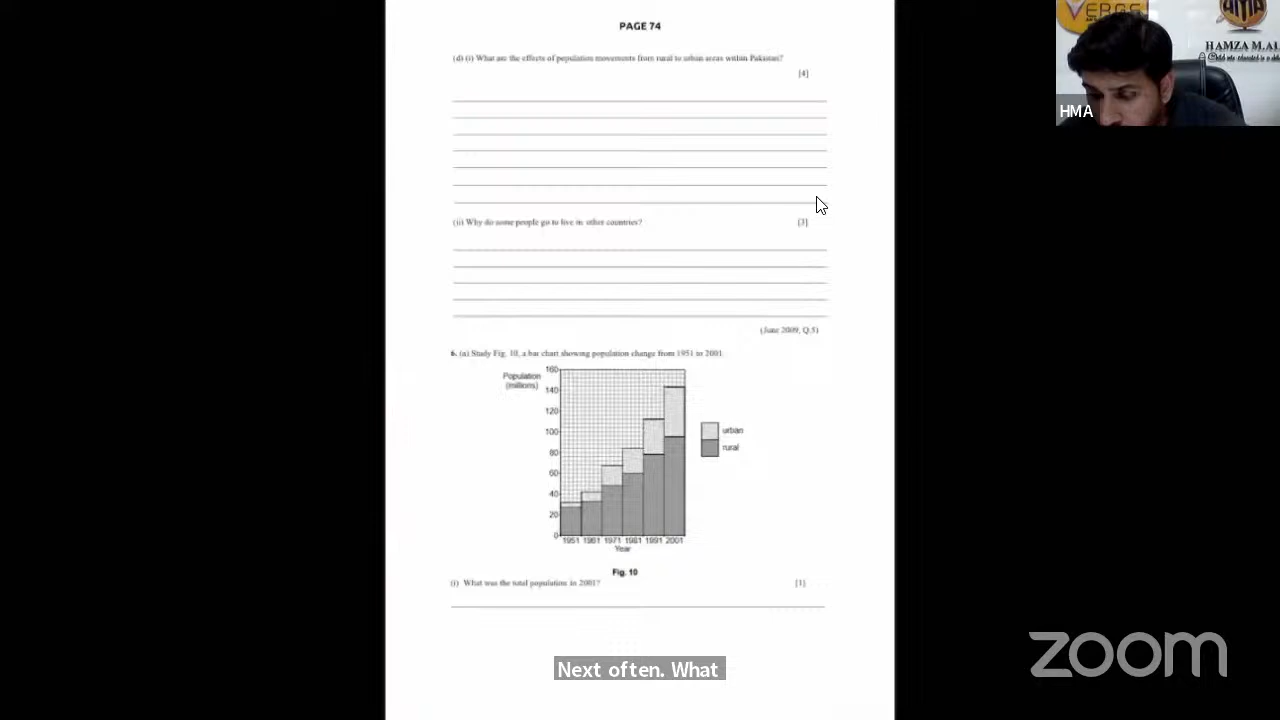 PAGE 74
(d) (i) What are the effects of population movements from rural to urban areas within Pakistan?
[4]
(ii) Why do some people go to live in other countries? [3]
(June 2009, Q.5)
6. (a) Study Fig. 10, a bar chart showing population change from 1951 to 2001.
Population
(millions)
160
140
120
100
80
60
40
20
0
1951 1961 1971 1981 1991 2001
Year
urban
rural
Fig. 10
(i) What was the total population in 2001? [1]
Next often. What
VERGE
HMA
HAMZA M.AL
HMA
zoom